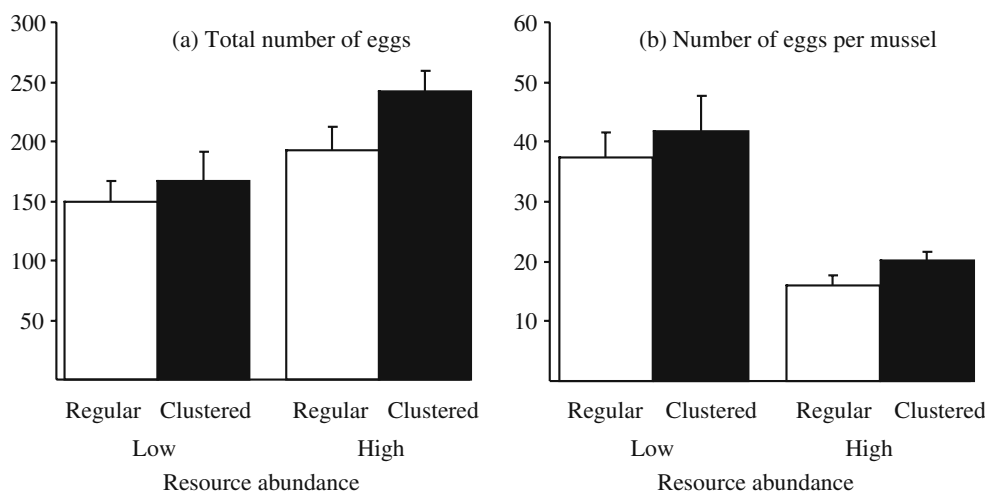 (a) Total number of eggs
300
250
200
150
100
50
Regular Clustered Regular Clustered
Low High
Resource abundance
(b) Number of eggs per mussel
60
50
40
30
20
10
Regular Clustered Regular Clustered
Low High
Resource abundance